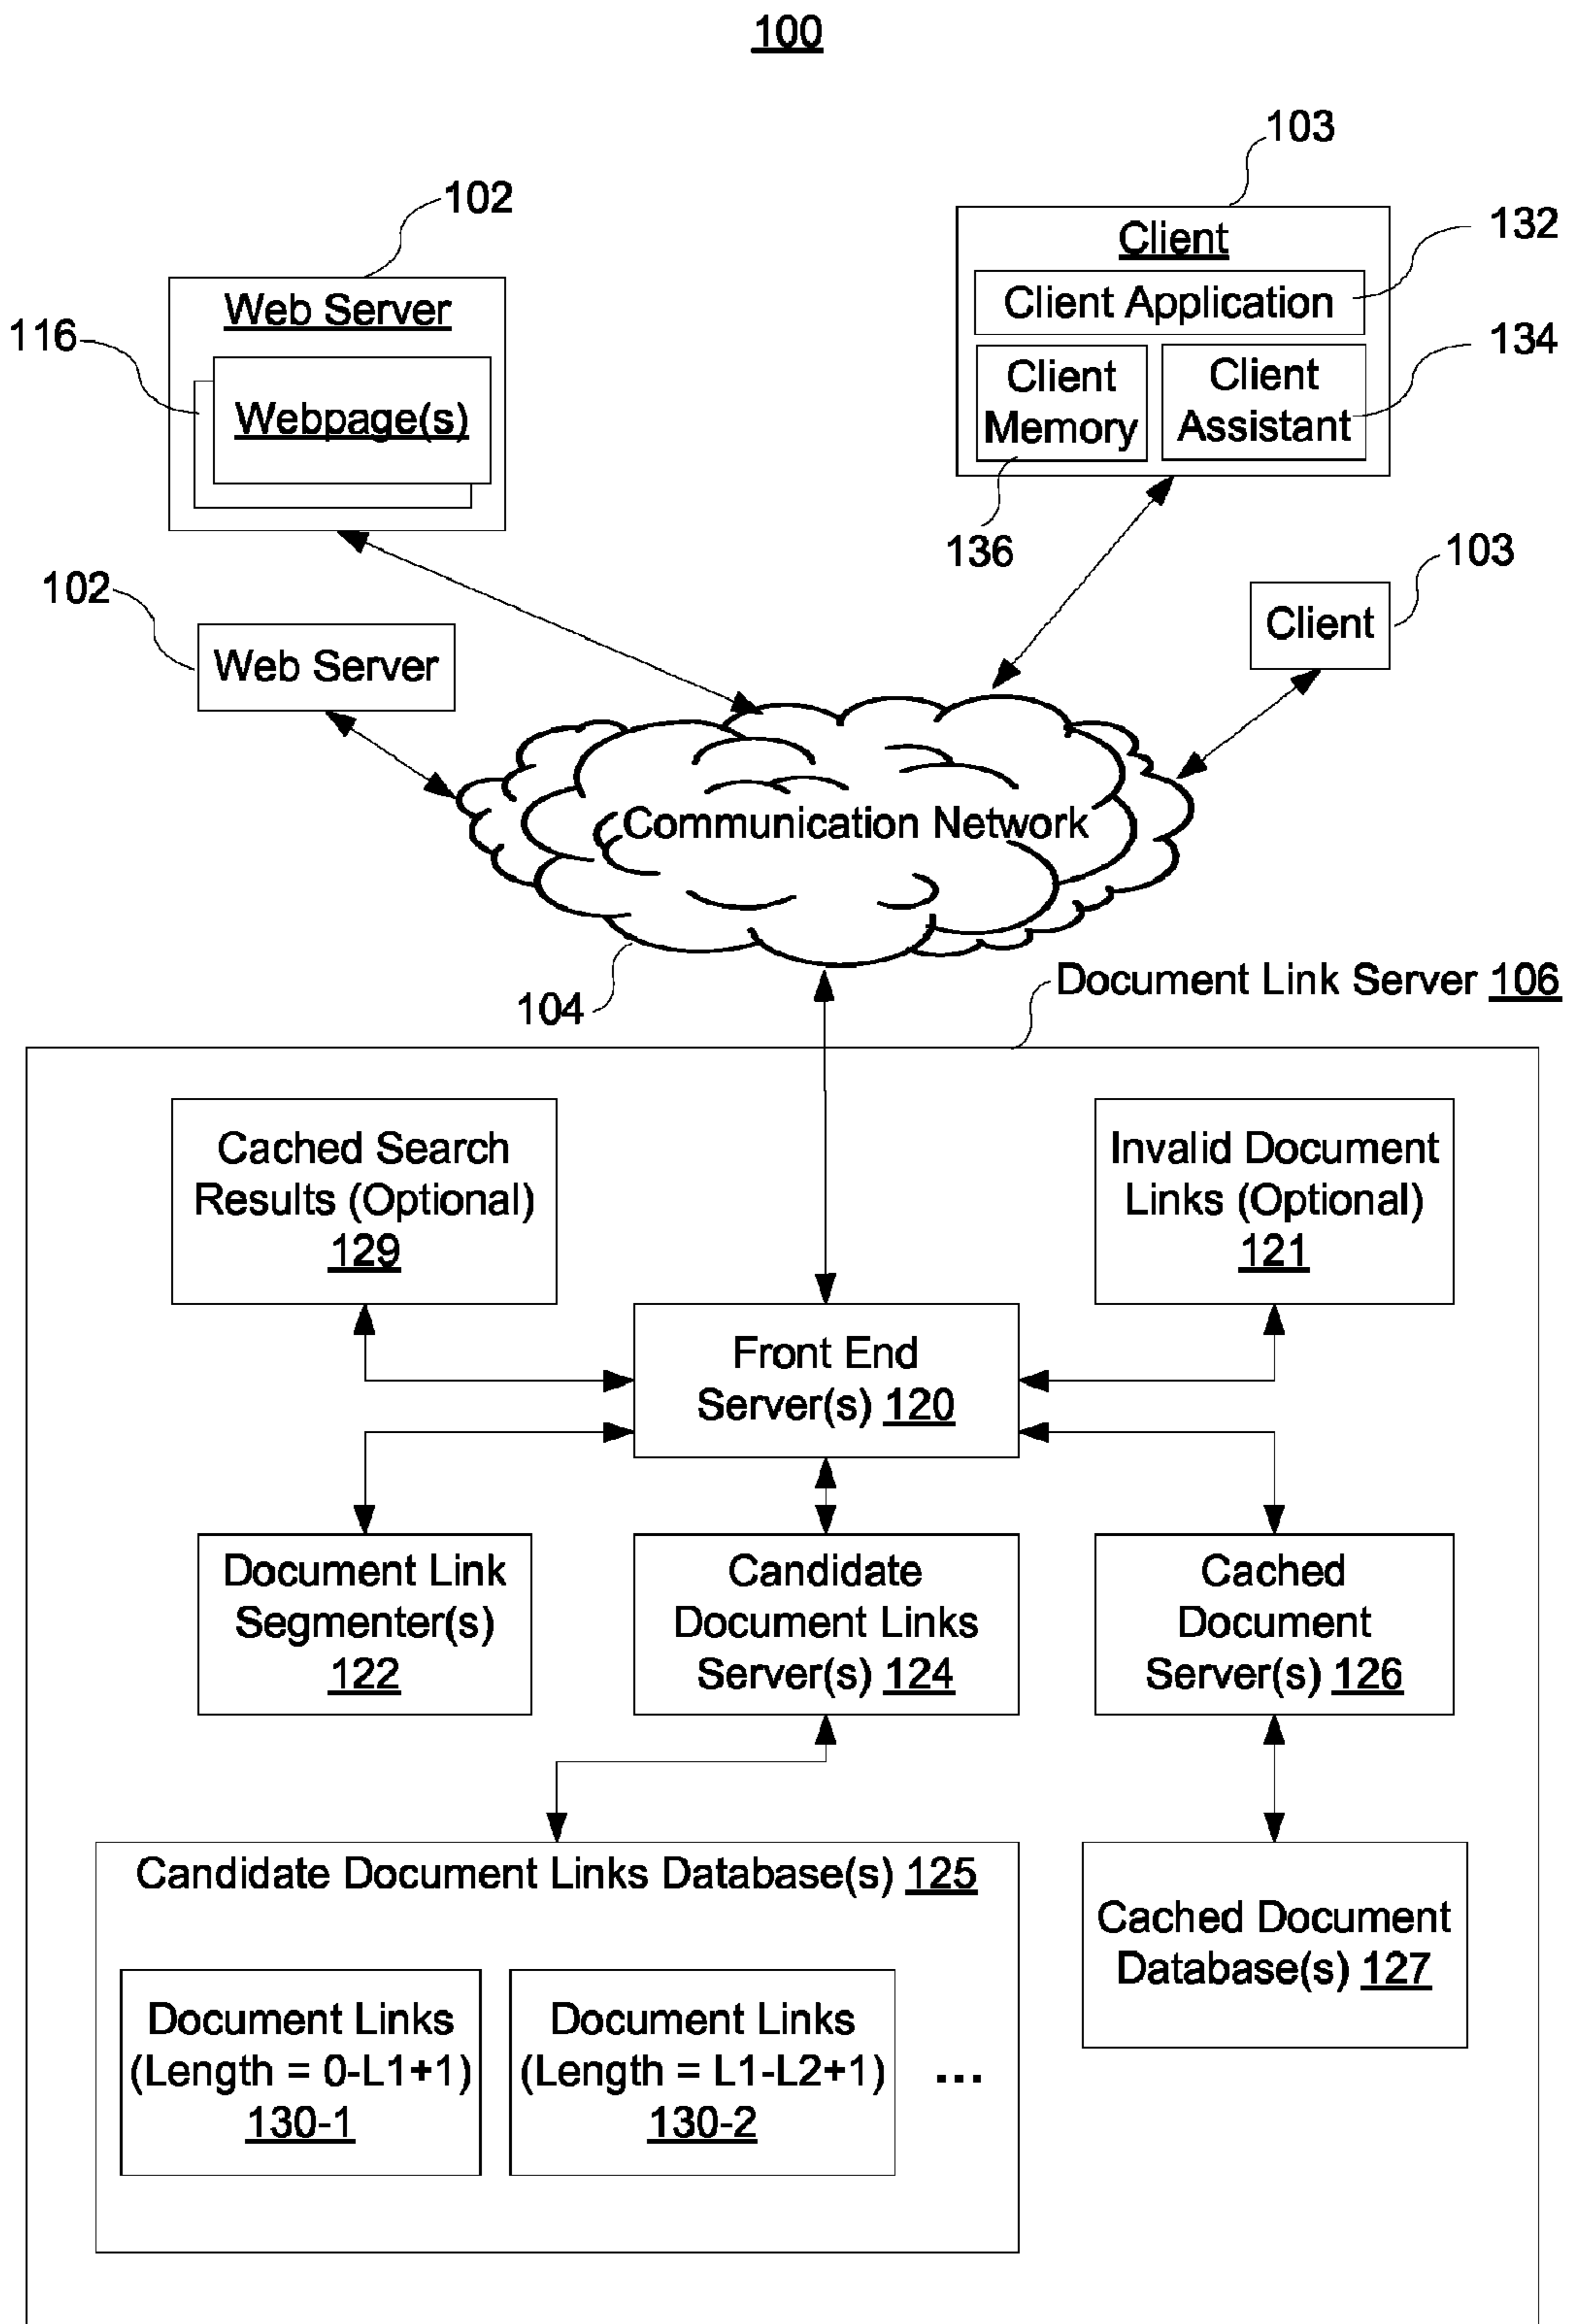 100
103
102
132
Client
Client Application
Web Server
116
134
Client
Memory
Client
Assistant
Webpage(s)
136
103
102
Client
Web Server
Communication Network
104
Document Link Server 106
Cached Search
Results (Optional)
129
Invalid Document
Links (Optional)
121
Front End
Server(s) 120
Document Link
Segmenter(s)
122
Candidate
Document Links
Server(s) 124
Cached
Document
Server(s) 126
Candidate Document Links Database(s) 125
Cached Document
Database(s) 127
Document Links
(Length = 0-L1+1)
130-1
Document Links
(Length = L1-L2+1)
130-2
...